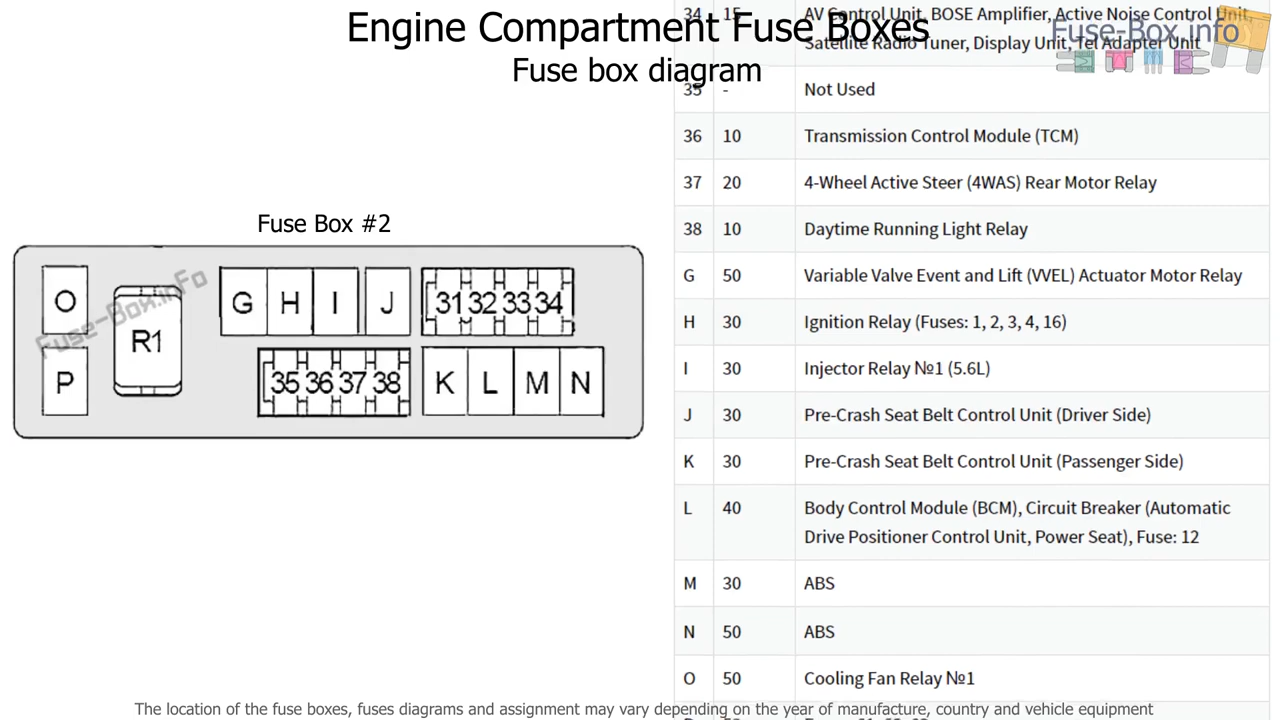 Engine Compartment Fuse Boxes
Fuse box diagram
Fuse-Box.info
Fuse Box #2
Fuse-Box.inFo
O
P
R1
G H I J
31 32 33 34
35 36 37 38
K L M N
34 15 AV Control Unit, BOSE Amplifier, Active Noise Control Unit,
Satellite Radio Tuner, Display Unit, Tel Adapter Unit
35 - Not Used
36 10 Transmission Control Module (TCM)
37 20 4-Wheel Active Steer (4WAS) Rear Motor Relay
38 10 Daytime Running Light Relay
G 50 Variable Valve Event and Lift (VVEL) Actuator Motor Relay
H 30 Ignition Relay (Fuses: 1, 2, 3, 4, 16)
I 30 Injector Relay №1 (5.6L)
J 30 Pre-Crash Seat Belt Control Unit (Driver Side)
K 30 Pre-Crash Seat Belt Control Unit (Passenger Side)
L 40 Body Control Module (BCM), Circuit Breaker (Automatic
Drive Positioner Control Unit, Power Seat), Fuse: 12
M 30 ABS
N 50 ABS
O 50 Cooling Fan Relay №1
The location of the fuse boxes, fuses diagrams and assignment may vary depending on the year of manufacture, country and vehicle equipment